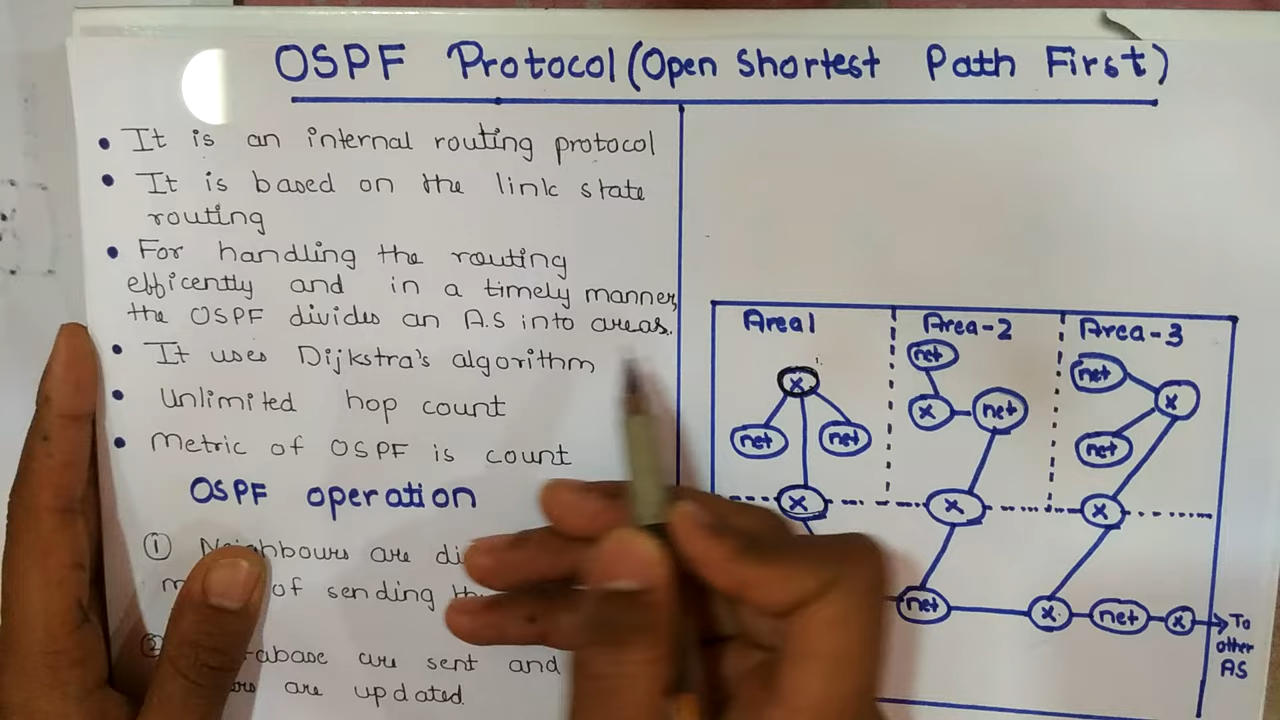 OSPF Protocol (Open Shortest Path First)
• It is an internal routing protocol
• It is based on the link state
routing
• For handling the routing
efficently and in a timely manner,
the OSPF divides an A.S into areas.
• It uses Dijkstra's algorithm
• Unlimited hop count
• Metric of OSPF is count
OSPF operation
① Neighbours are
of sending
② are sent and
are updated.
Area1 Area-2 Area-3
net
x
net
x
x net
net
net net
x x x
net x net x
To
other
AS